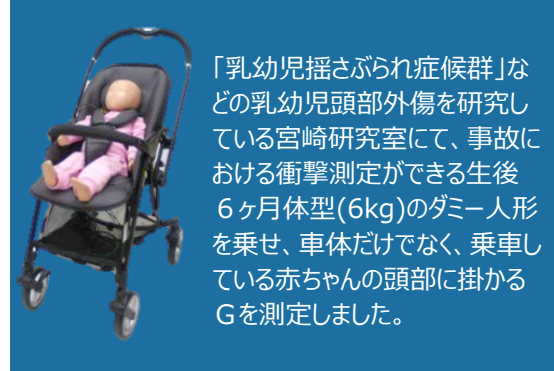 「乳幼児揺さぶられ症候群」な
どの乳幼児頭部外傷を研究し
ている宮崎研究室にて、事故に
おける衝撃測定ができる生後
６ヶ月体型(6kg)のダミー人形
を乗せ、車体だけでなく、乗車し
ている赤ちゃんの頭部に掛かる
Ｇを測定しました。